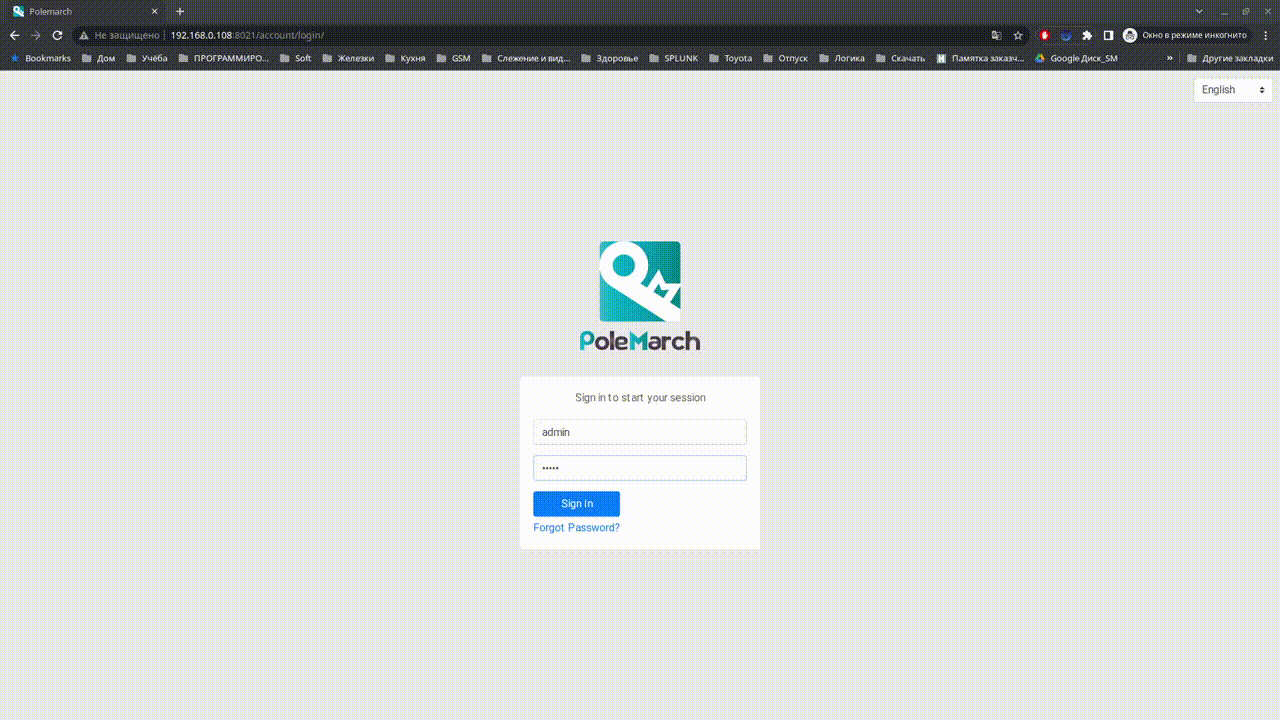 Polemarch
Не защищено 192.168.0.108:8021/account/login/ Окно в режиме инкогнито
Bookmarks Дом Учёба ПРОГРАММИРО... Soft Железки Кухня GSM Слежение и вид... Здоровье SPLUNK Toyota Отпуск Логика Скачать Памятка заказч... Google Диск_SM » Другие закладки
English
PoleMarch
Sign in to start your session
admin
•••••
Sign In
Forgot Password?